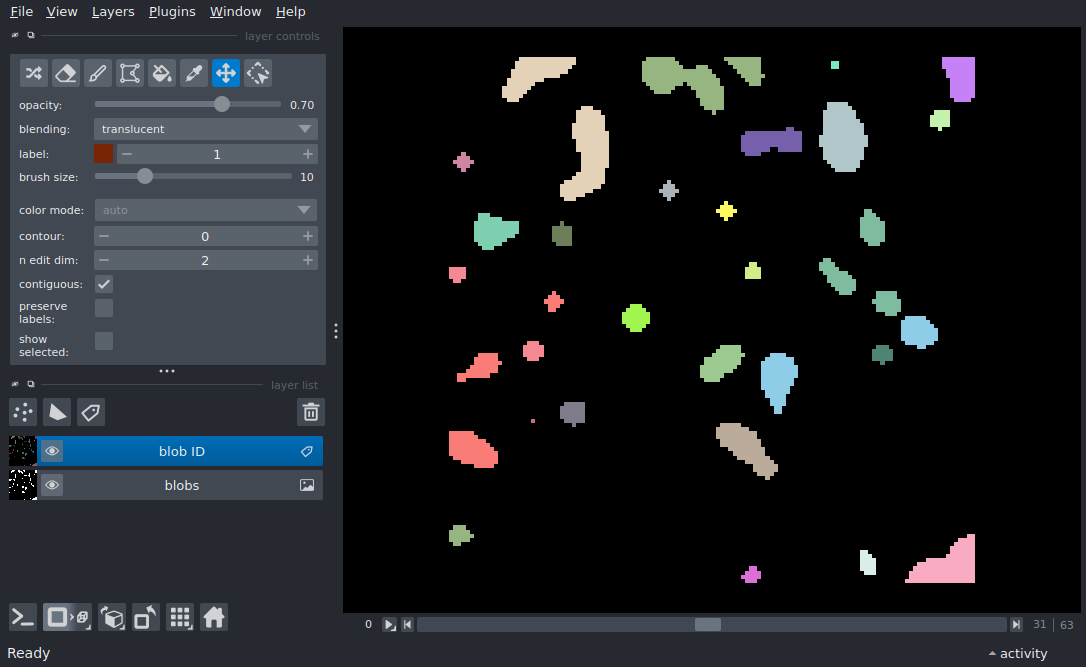 File View Layers Plugins Window Help
layer controls
opacity: 0.70
blending: translucent
label: 1
brush size: 10
color mode: auto
contour: 0
n edit dim: 2
contiguous:
preserve
labels:
show
selected:
layer list
blob ID
blobs
0 31 63
Ready activity